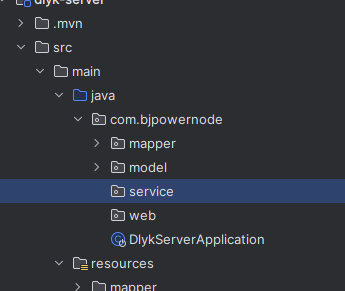 dlyk-server
.mvn
src
main
java
com.bjpowernode
mapper
model
service
web
DlykServerApplication
resources
mapper